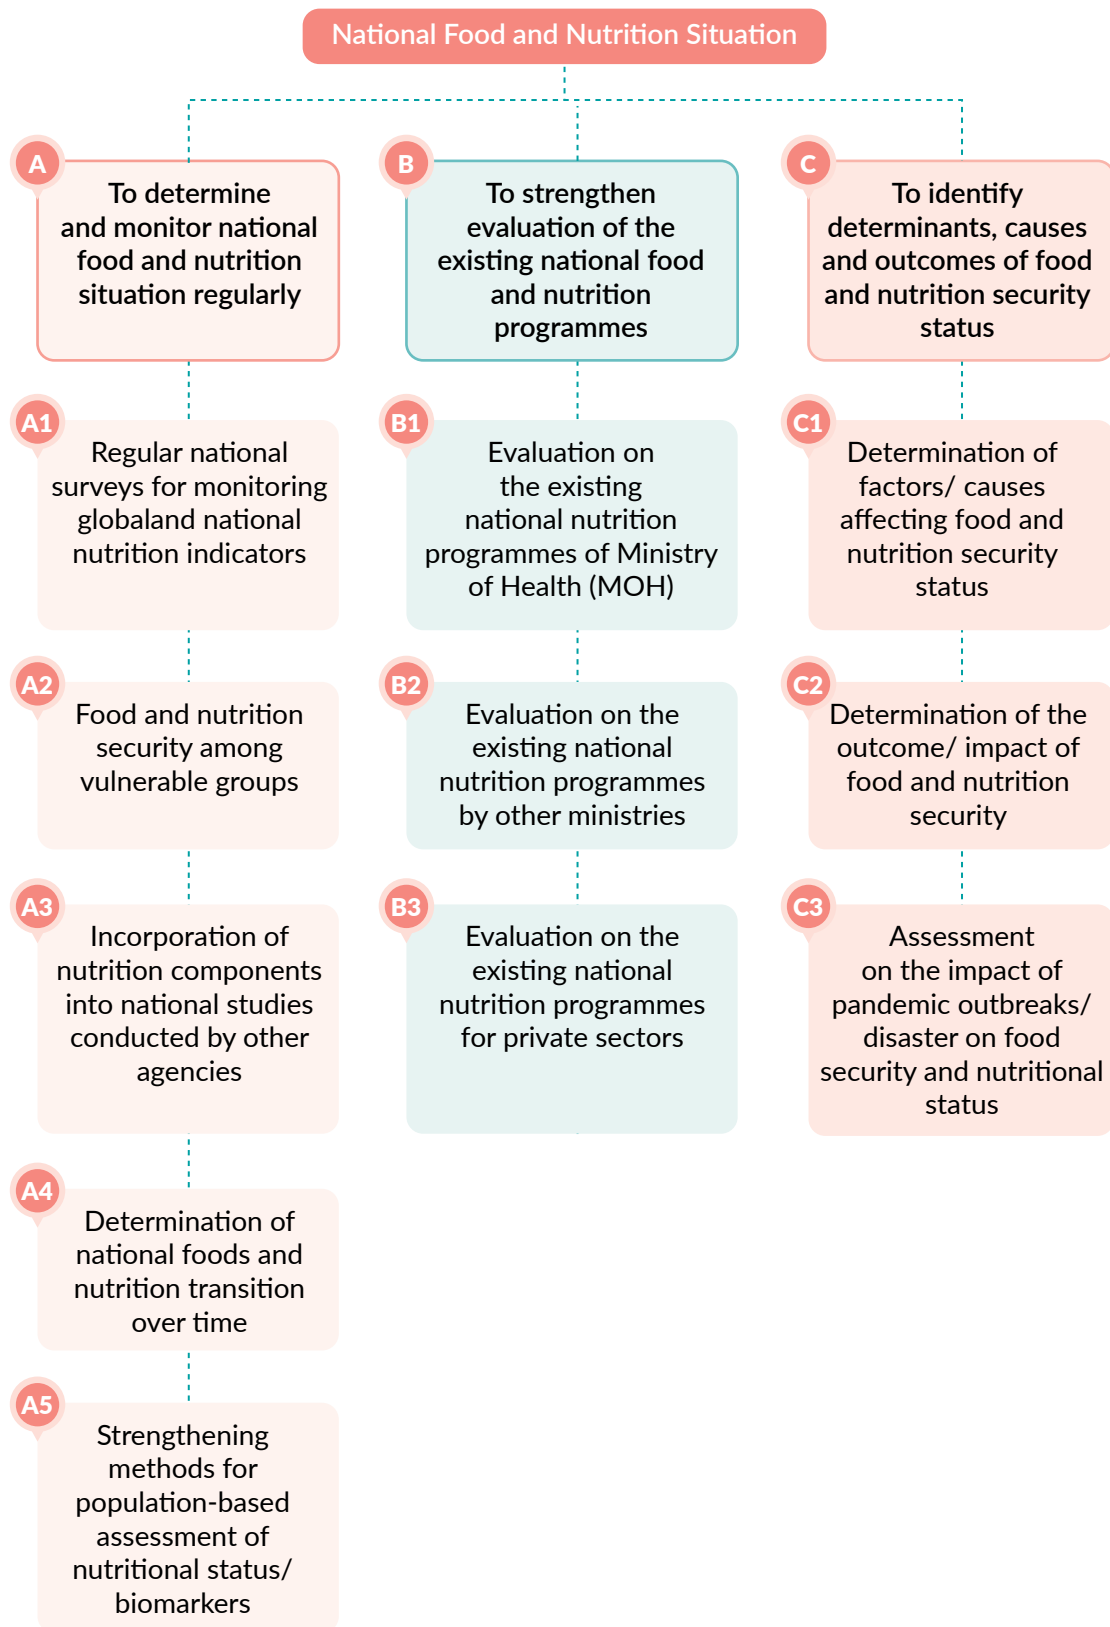 National Food and Nutrition Situation
A
To determine
and monitor national
food and nutrition
situation regularly
A1
Regular national
surveys for monitoring
globaland national
nutrition indicators
A2
Food and nutrition
security among
vulnerable groups
A3
Incorporation of
nutrition components
into national studies
conducted by other
agencies
A4
Determination of
national foods and
nutrition transition
over time
A5
Strengthening
methods for
population-based
assessment of
nutritional status/
biomarkers
B
To strengthen
evaluation of the
existing national food
and nutrition
programmes
B1
Evaluation on
the existing
national nutrition
programmes of Ministry
of Health (MOH)
B2
Evaluation on the
existing national
nutrition programmes
by other ministries
B3
Evaluation on the
existing national
nutrition programmes
for private sectors
C
To identify
determinants, causes
and outcomes of food
and nutrition security
status
C1
Determination of
factors/ causes
affecting food and
nutrition security
status
C2
Determination of the
outcome/ impact of
food and nutrition
security
C3
Assessment
on the impact of
pandemic outbreaks/
disaster on food
security and nutritional
status